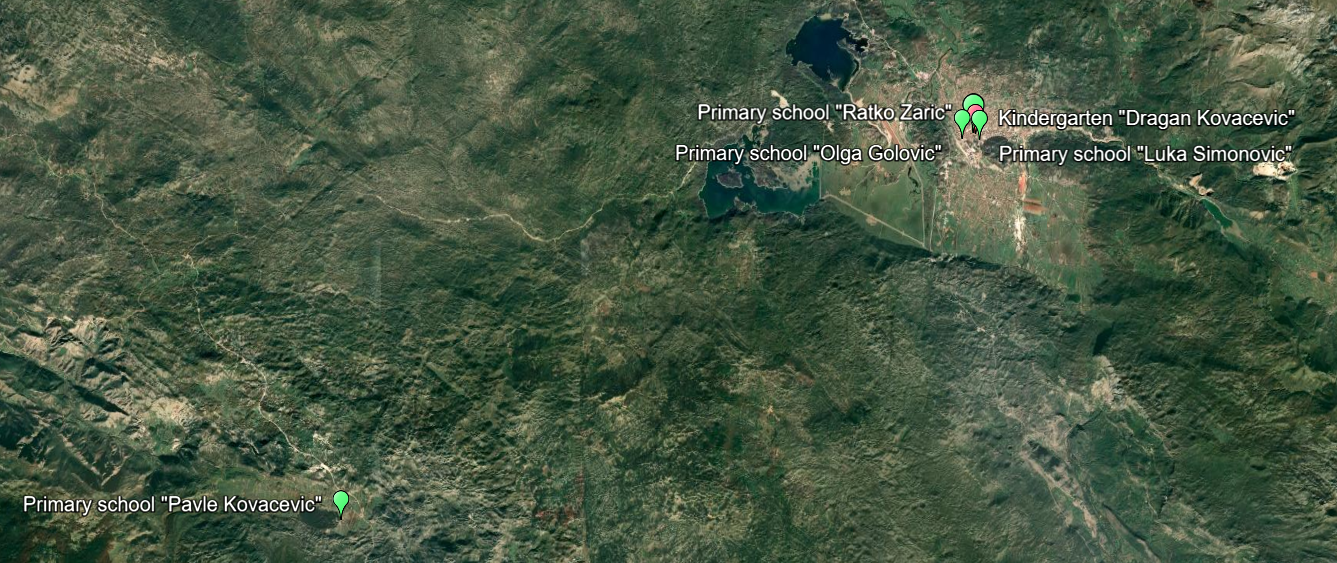 Primary school "Ratko Zaric"
Kindergarten "Dragan Kovacevic"
Primary school "Olga Golovic"
Primary school "Luka Simonovic"
Primary school "Pavle Kovacevic"